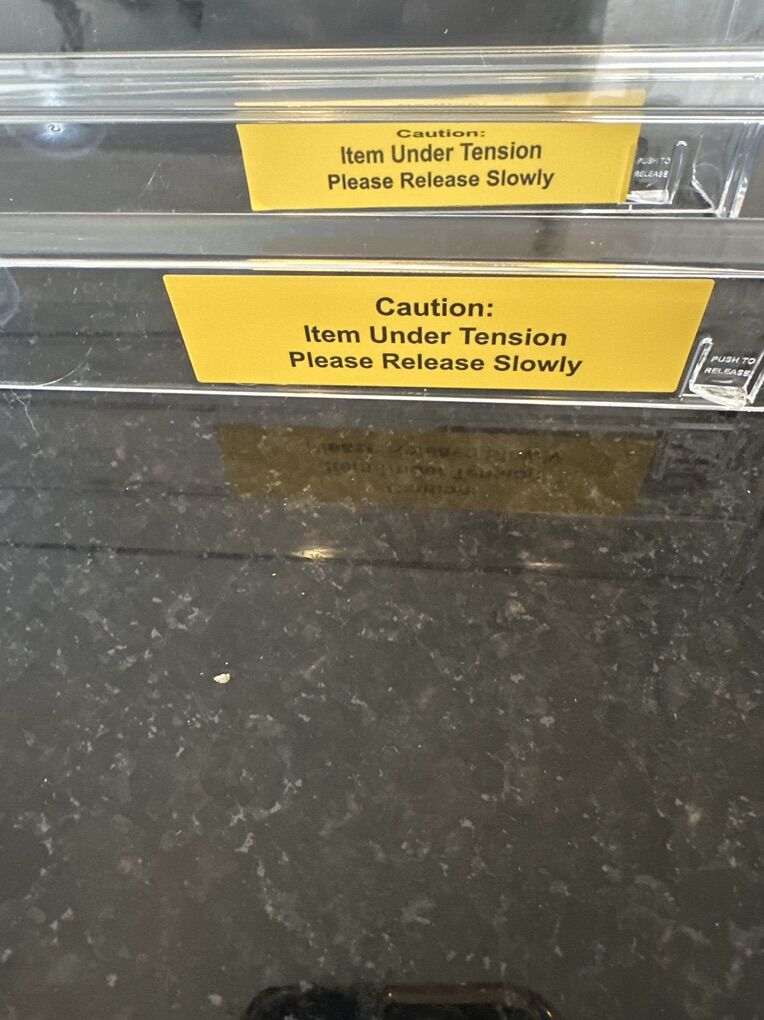 Caution:
Item Under Tension
Please Release Slowly
PUSH TO
RELEASE
Caution:
Item Under Tension
Please Release Slowly
PUSH TO
RELEASE